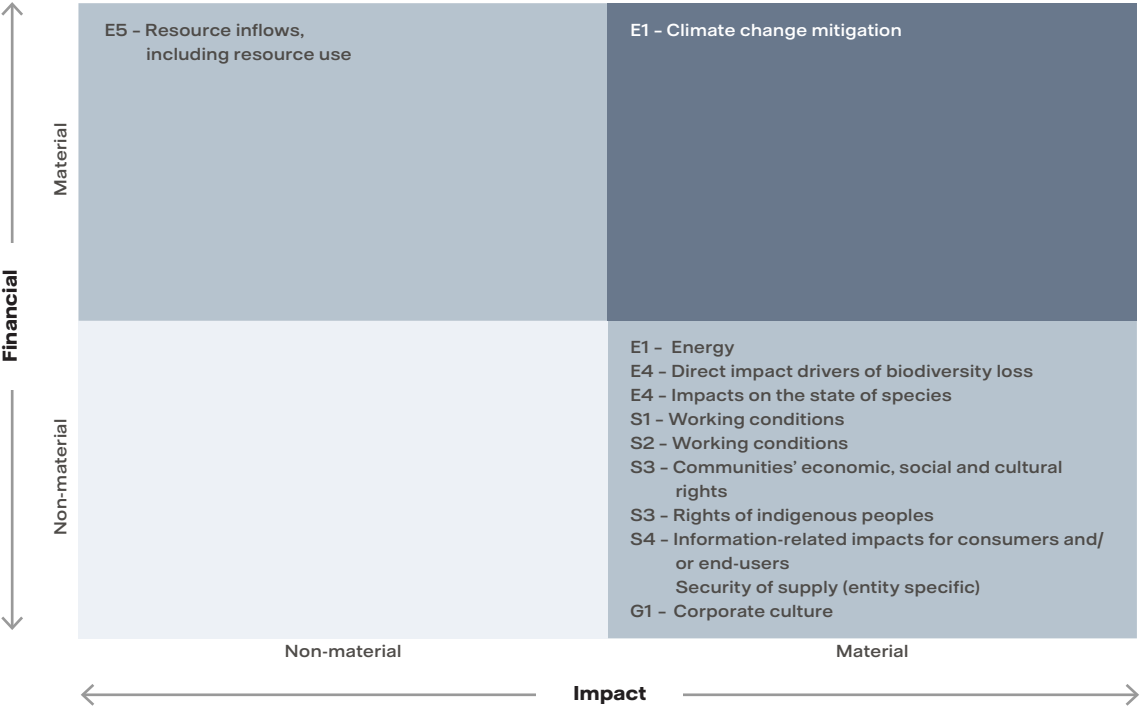 E5 – Resource inflows,
including resource use
E1 – Climate change mitigation
Material
Financial
Non-material
E1 – Energy
E4 – Direct impact drivers of biodiversity loss
E4 – Impacts on the state of species
S1 – Working conditions
S2 – Working conditions
S3 – Communities’ economic, social and cultural
rights
S3 – Rights of indigenous peoples
S4 – Information-related impacts for consumers and/
or end-users
Security of supply (entity specific)
G1 – Corporate culture
Non-material
Material
Impact